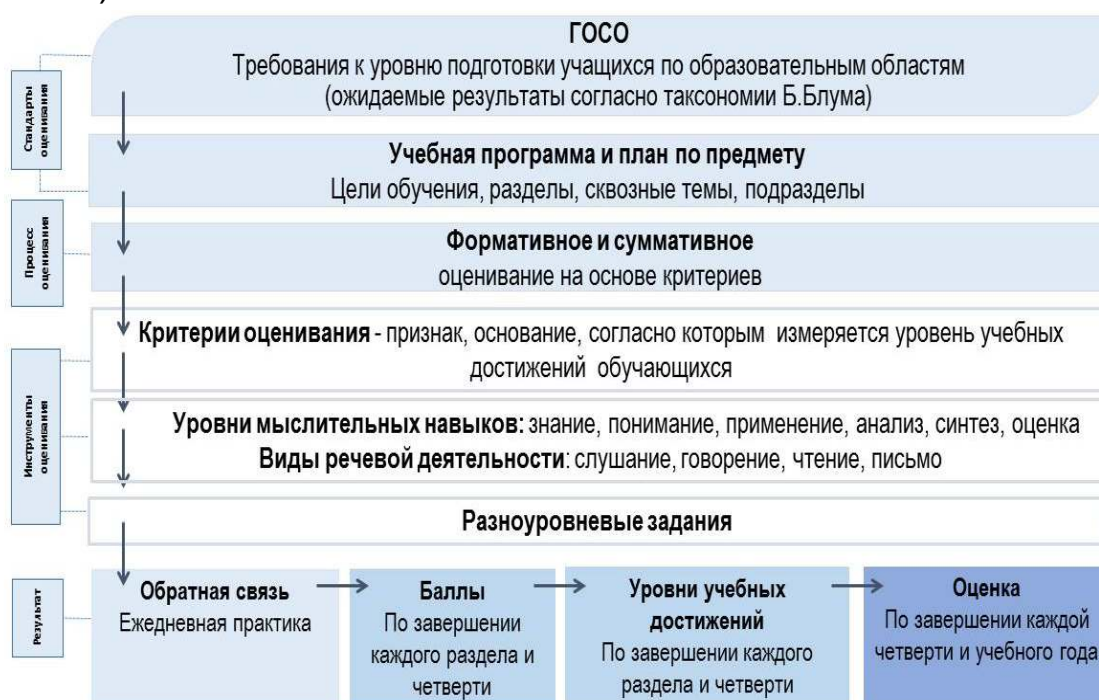 ГОСО
Требования к уровню подготовки учащихся по образовательным областям
(ожидаемые результаты согласно таксономии Б.Блума)
Стандарты
оценивания
Учебная программа и план по предмету
Цели обучения, разделы, сквозные темы, подразделы
Процесс
оценивания
Формативное и суммативное
оценивание на основе критериев
Инструменты
оценивания
Критерии оценивания - признак, основание, согласно которым измеряется уровень учебных
достижений обучающихся
Уровни мыслительных навыков: знание, понимание, применение, анализ, синтез, оценка
Виды речевой деятельности: слушание, говорение, чтение, письмо
Разноуровневые задания
Результат
Обратная связь
Ежедневная практика
Баллы
По завершении
каждого раздела и
четверти
Уровни учебных
достижений
По завершении каждого
раздела и четверти
Оценка
По завершении каждой
четверти и учебного года